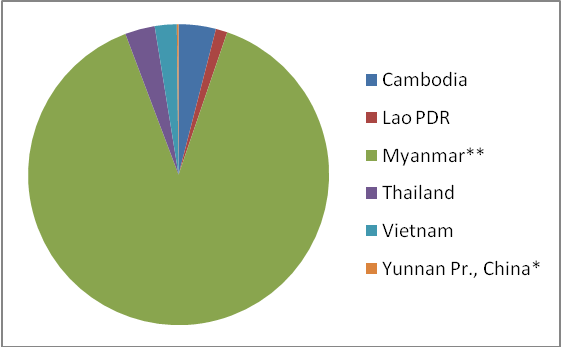 Cambodia
Lao PDR
Myanmar**
Thailand
Vietnam
Yunnan Pr., China*